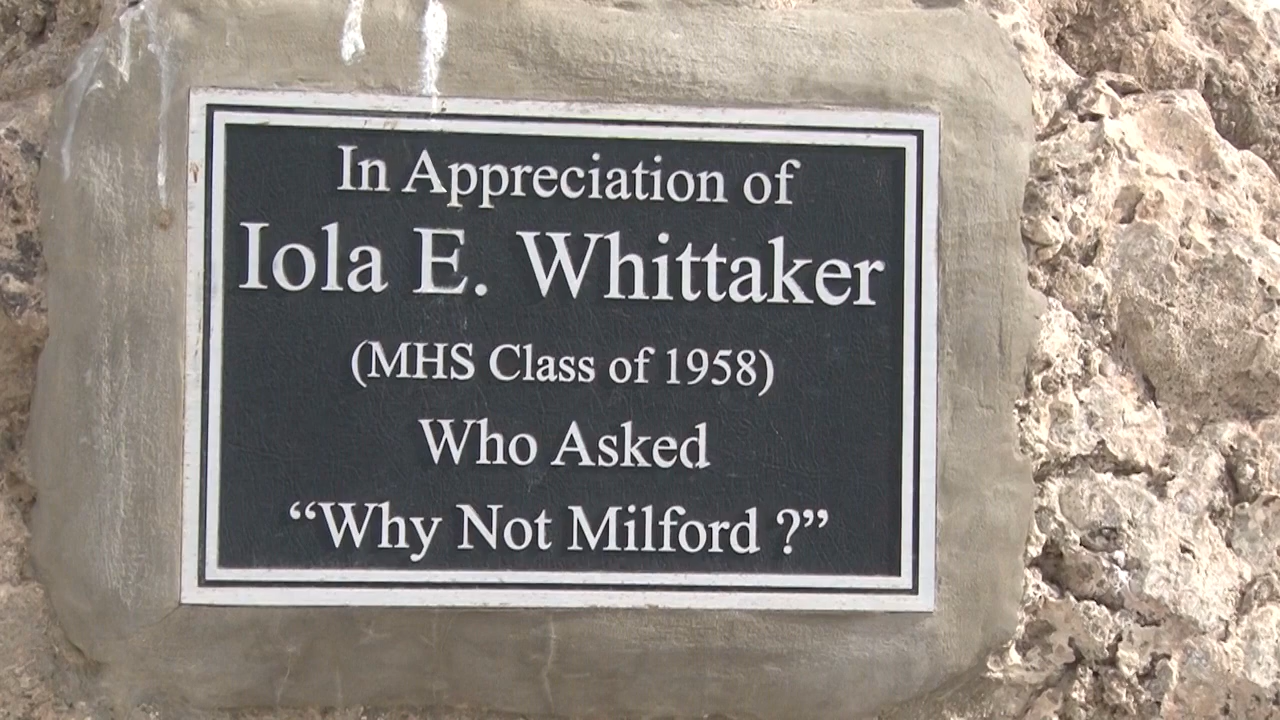 In Appreciation of
Iola E. Whittaker
(MHS Class of 1958)
Who Asked
“Why Not Milford ?”